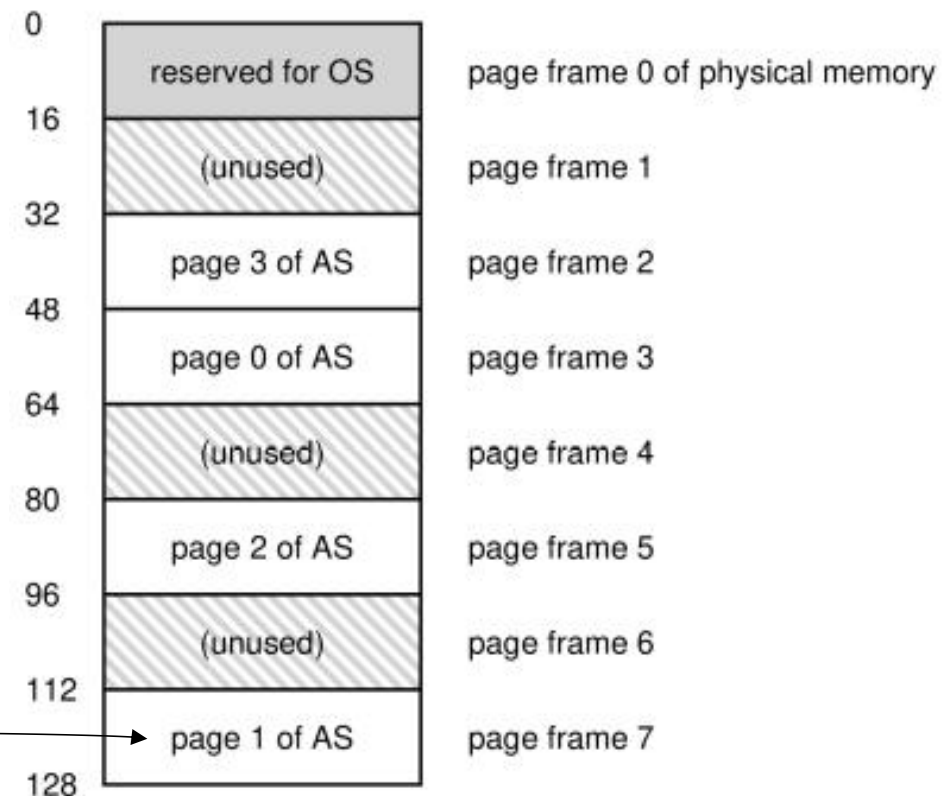 0
reserved for OS page frame 0 of physical memory
16
(unused) page frame 1
32
page 3 of AS page frame 2
48
page 0 of AS page frame 3
64
(unused) page frame 4
80
page 2 of AS page frame 5
96
(unused) page frame 6
112
page 1 of AS page frame 7
128